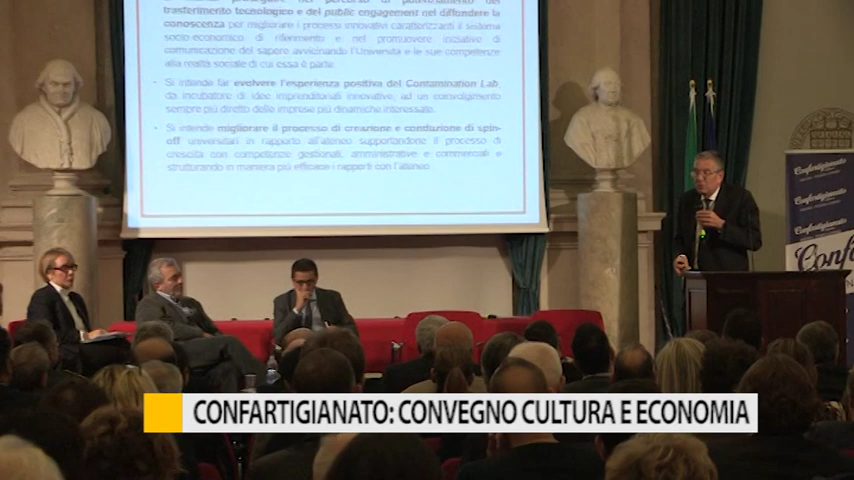 trasferimento tecnologico e del public engagement nel diffondere la
conoscenza per migliorare i processi innovativi caratterizzanti il sistema
socio-economico di riferimento e nel promuovere iniziative di
comunicazione del sapere avvicinando l'Università e le sue competenze
alla realtà sociale di cui essa è parte.
• Si intende far evolvere l'esperienza positiva del Contamination Lab,
da incubatore di idee imprenditoriali innovative, ad un coinvolgimento
sempre più diretto delle imprese più dinamiche interessate.
• Si intende migliorare il processo di creazione e conduzione di spin-
off universitari in rapporto all'ateneo supportandone il processo di
crescita con competenze gestionali, amministrative e commerciali e
strutturando in maniera più efficace i rapporti con l'ateneo
Confartigianato
Confartigianato
Confartigianato
Conf
CONFARTIGIANATO: CONVEGNO CULTURA E ECONOMIA